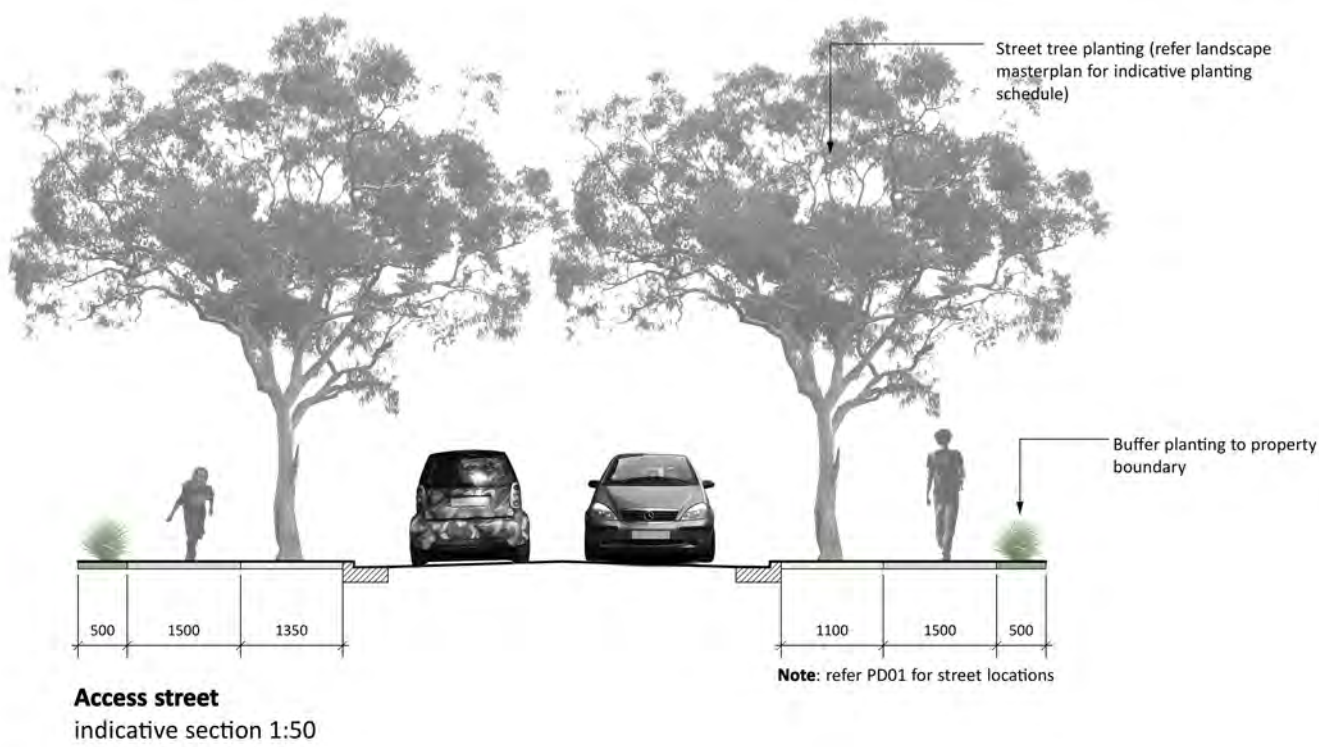 Street tree planting (refer landscape
masterplan for indicative planting
schedule)
Buffer planting to property
boundary
500 1500 1350 1100 1500 500
Note: refer PD01 for street locations
Access street
indicative section 1:50